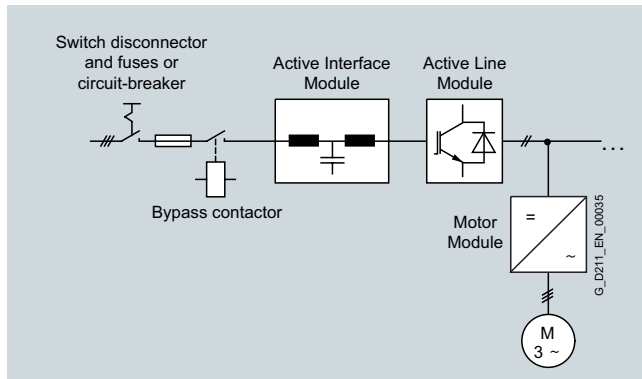 Switch disconnector
and fuses or
circuit-breaker
Active Interface
Module
Active Line
Module
Bypass contactor
Motor
Module
=
~
G_D211_EN_00035
M
3 ~
...